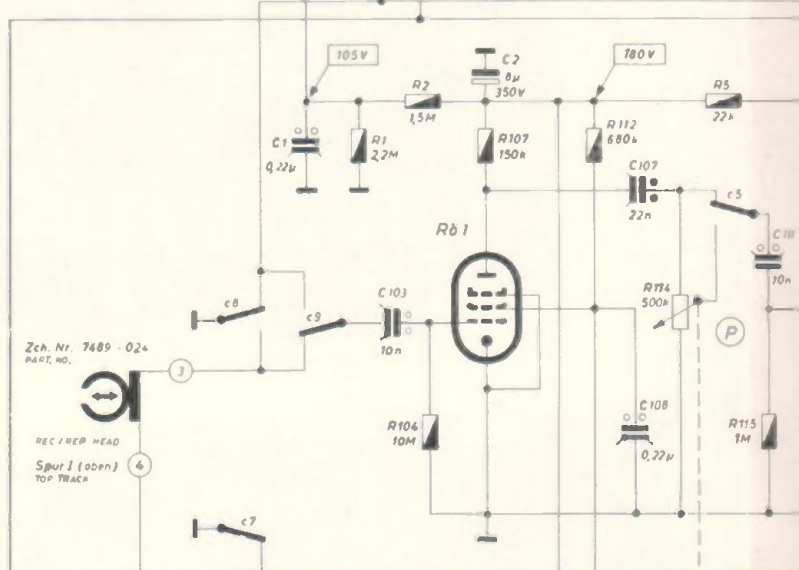 105V
C2
8µ
350V
180V
R2
1,5M
R5
22k
C1
0,22µ
R1
2,2M
R107
150k
R112
680k
C107
22n
c5
Rö1
C111
10n
c8
c9
C103
10n
R114
500k
P
Zch. Nr. 7489 - 024
PART. NO.
3
REC/REP HEAD
Spur I (oben)
TOP TRACK
4
R104
10M
C108
0,22µ
R115
1M
c7